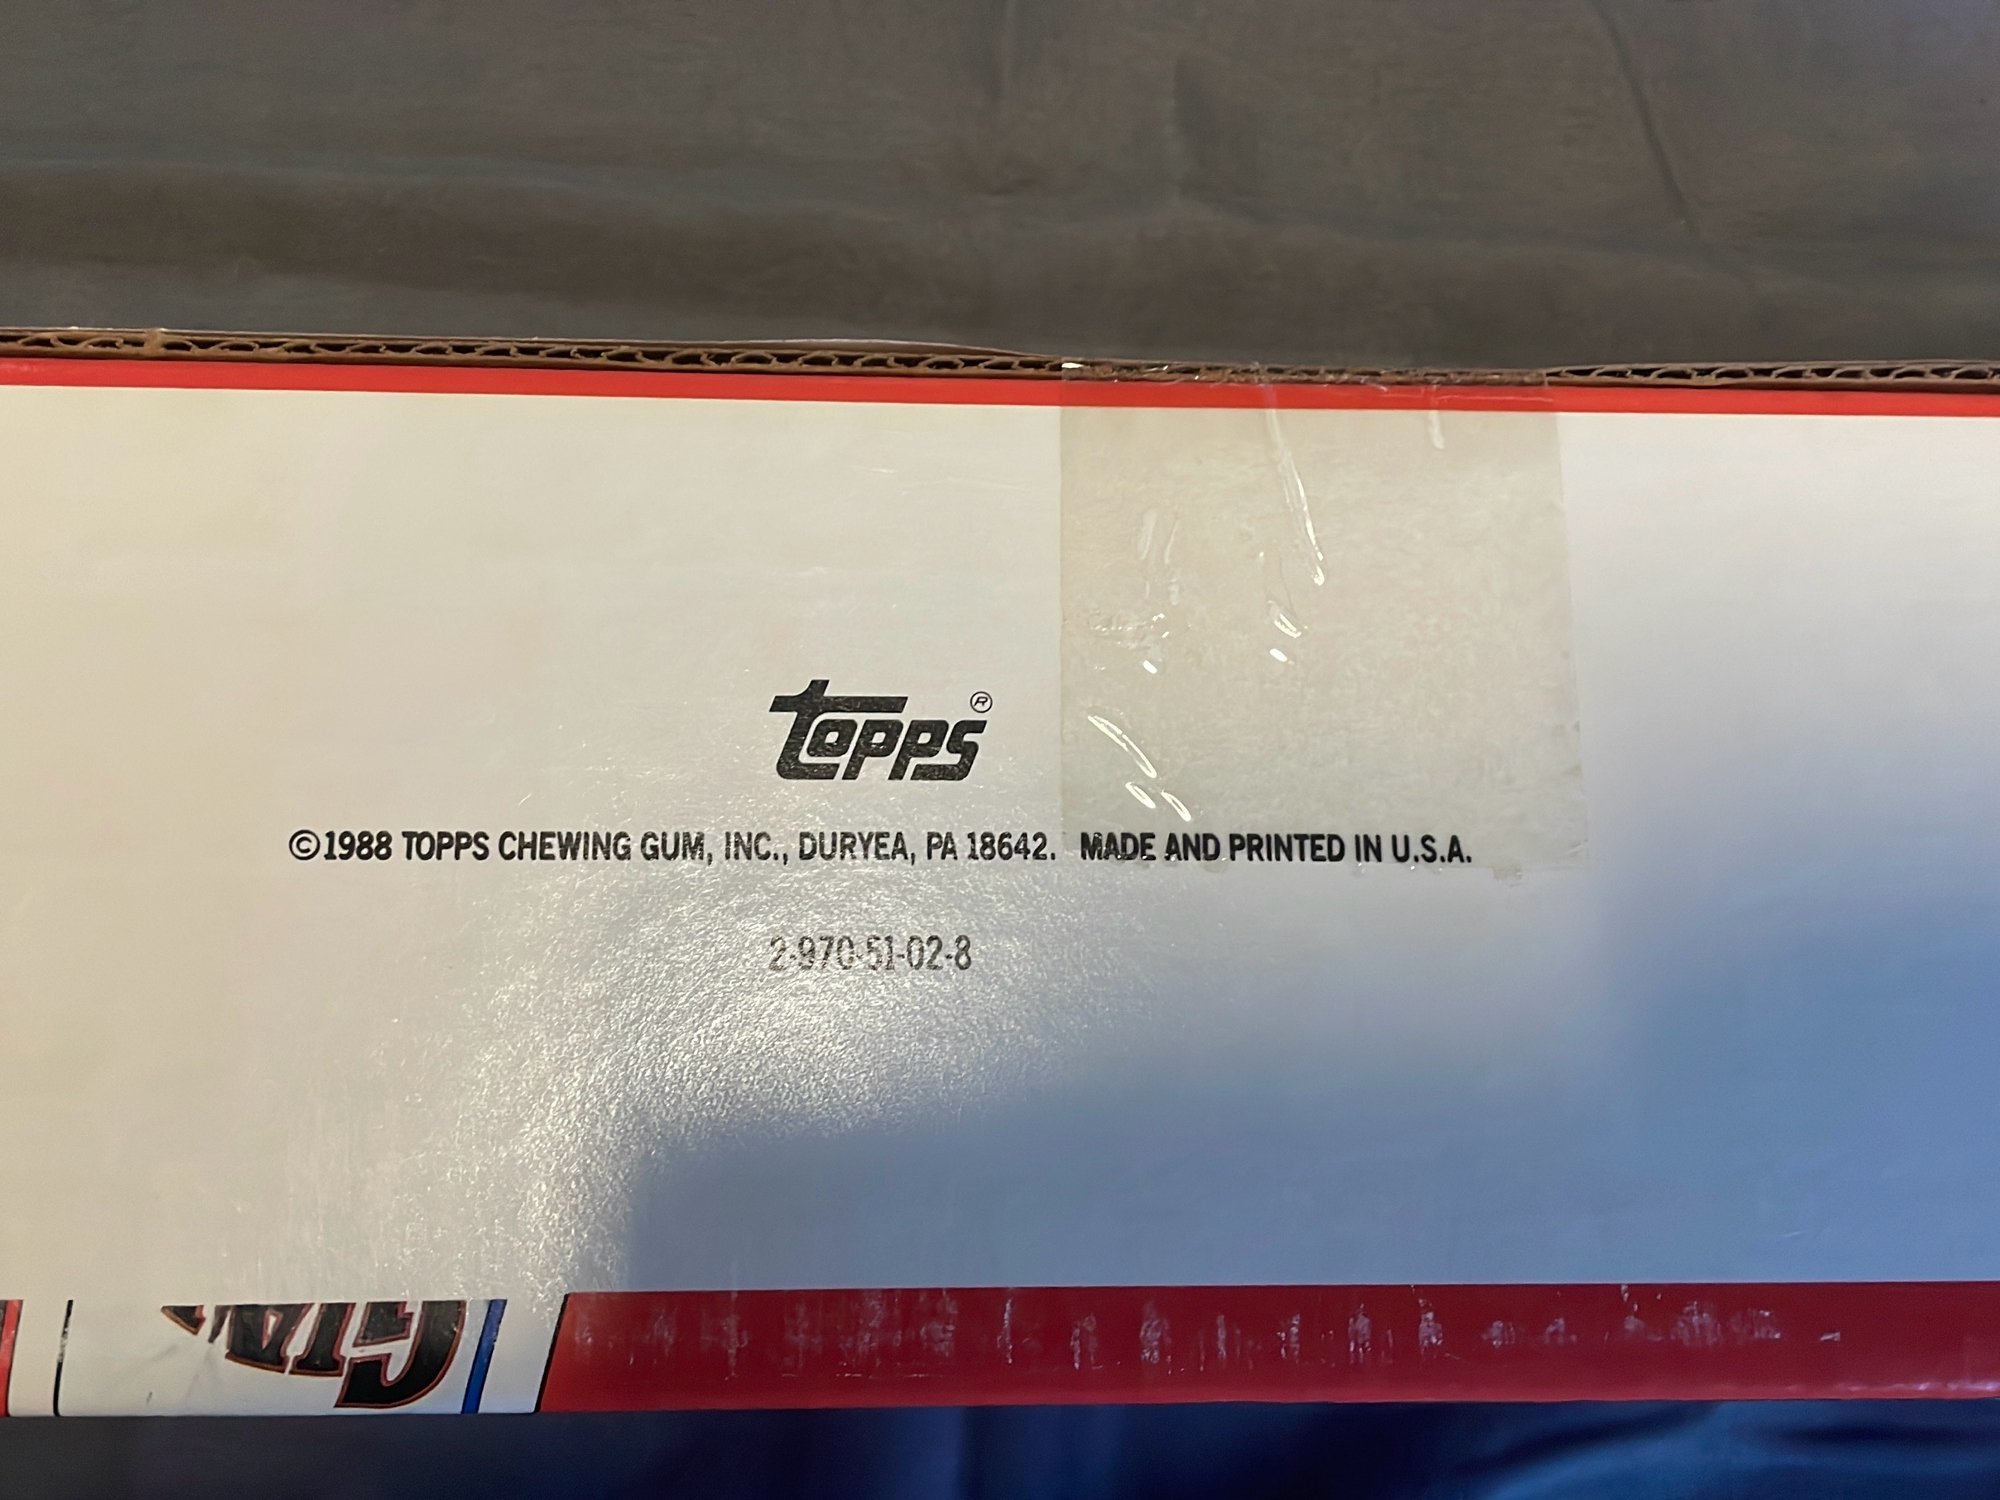 topps®
©1988 TOPPS CHEWING GUM, INC., DURYEA, PA 18642. MADE AND PRINTED IN U.S.A.
2-970-51-02-8